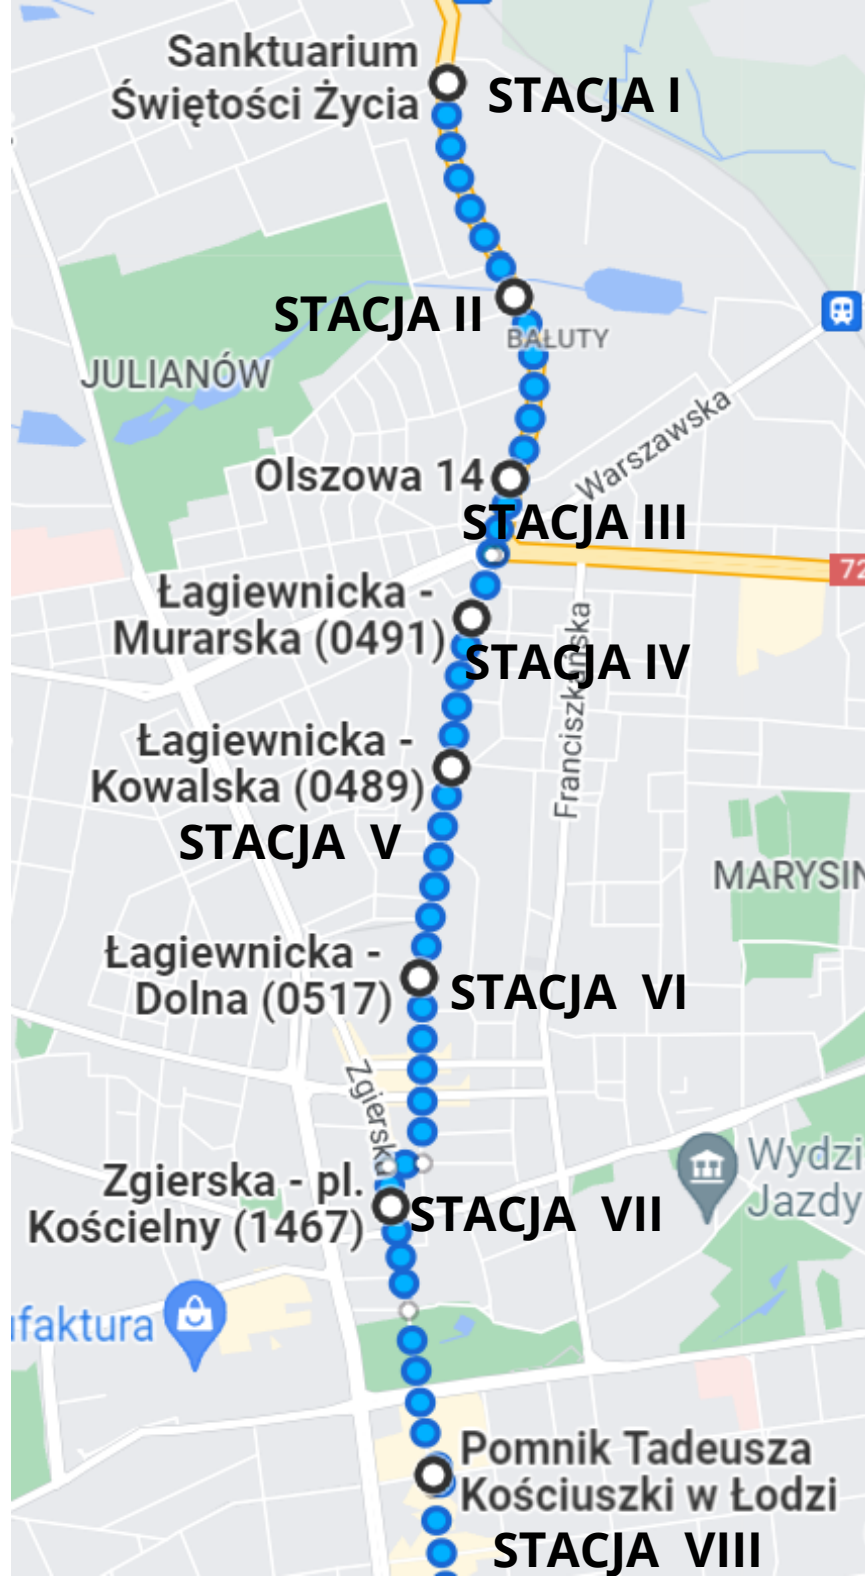 Sanktuarium
Świętości Życia
STACJA I
STACJA II
BAŁUTY
JULIANÓW
Warszawska
Olszowa 14
STACJA III
72
Łagiewnicka -
Murarska (0491)
STACJA IV
Franciszkańska
Łagiewnicka -
Kowalska (0489)
STACJA V
MARYSIN
Łagiewnicka -
Dolna (0517)
STACJA VI
Zgierska
Wydzi
Jazdy
Zgierska - pl.
Kościelny (1467)
STACJA VII
ufaktura
Pomnik Tadeusza
Kościuszki w Łodzi
STACJA VIII